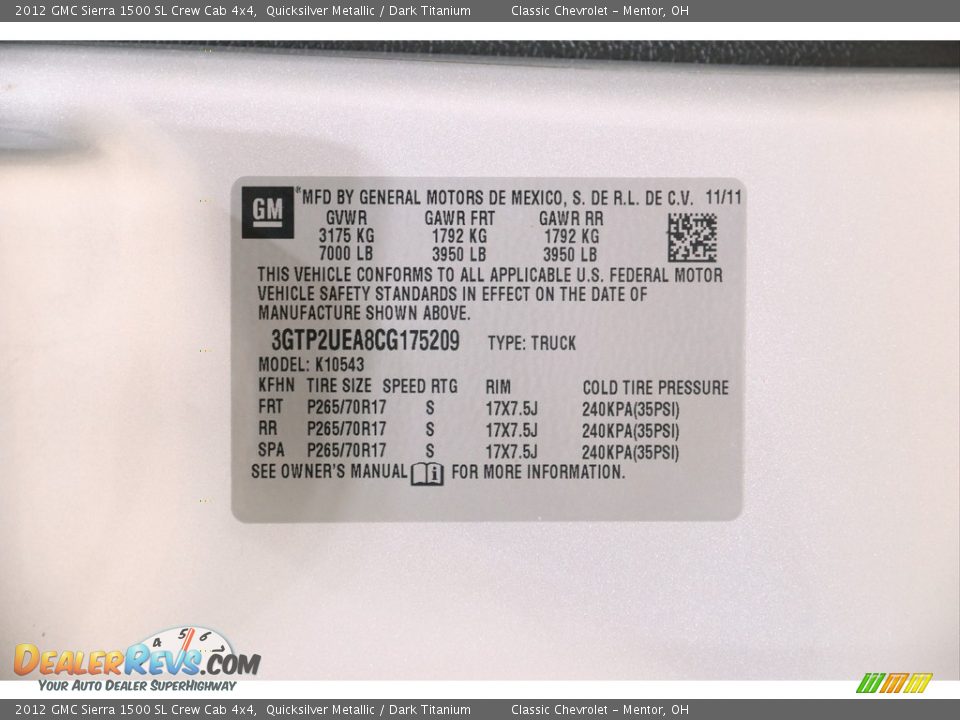 2012 GMC Sierra 1500 SL Crew Cab 4x4, Quicksilver Metallic / Dark Titanium Classic Chevrolet - Mentor, OH
GM ® MFD BY GENERAL MOTORS DE MEXICO, S. DE R.L. DE C.V. 11/11
GVWR GAWR FRT GAWR RR
3175 KG 1792 KG 1792 KG
7000 LB 3950 LB 3950 LB
THIS VEHICLE CONFORMS TO ALL APPLICABLE U.S. FEDERAL MOTOR
VEHICLE SAFETY STANDARDS IN EFFECT ON THE DATE OF
MANUFACTURE SHOWN ABOVE.
3GTP2UEA8CG175209 TYPE: TRUCK
MODEL: K10543
KFHN TIRE SIZE SPEED RTG RIM COLD TIRE PRESSURE
FRT P265/70R17 S 17X7.5J 240KPA(35PSI)
RR P265/70R17 S 17X7.5J 240KPA(35PSI)
SPA P265/70R17 S 17X7.5J 240KPA(35PSI)
SEE OWNER'S MANUAL i FOR MORE INFORMATION.
4 5 6 7
DEALERREVS.COM
YOUR AUTO DEALER SUPERHIGHWAY
2012 GMC Sierra 1500 SL Crew Cab 4x4, Quicksilver Metallic / Dark Titanium Classic Chevrolet - Mentor, OH